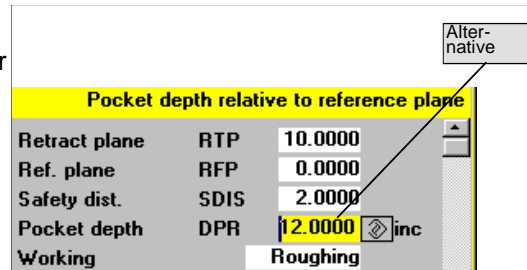 Alter-
native
r
Pocket depth relative to reference plane
Retract plane RTP 10.0000
Ref. plane RFP 0.0000
Safety dist. SDIS 2.0000
Pocket depth DPR 12.0000 inc
Working Roughing